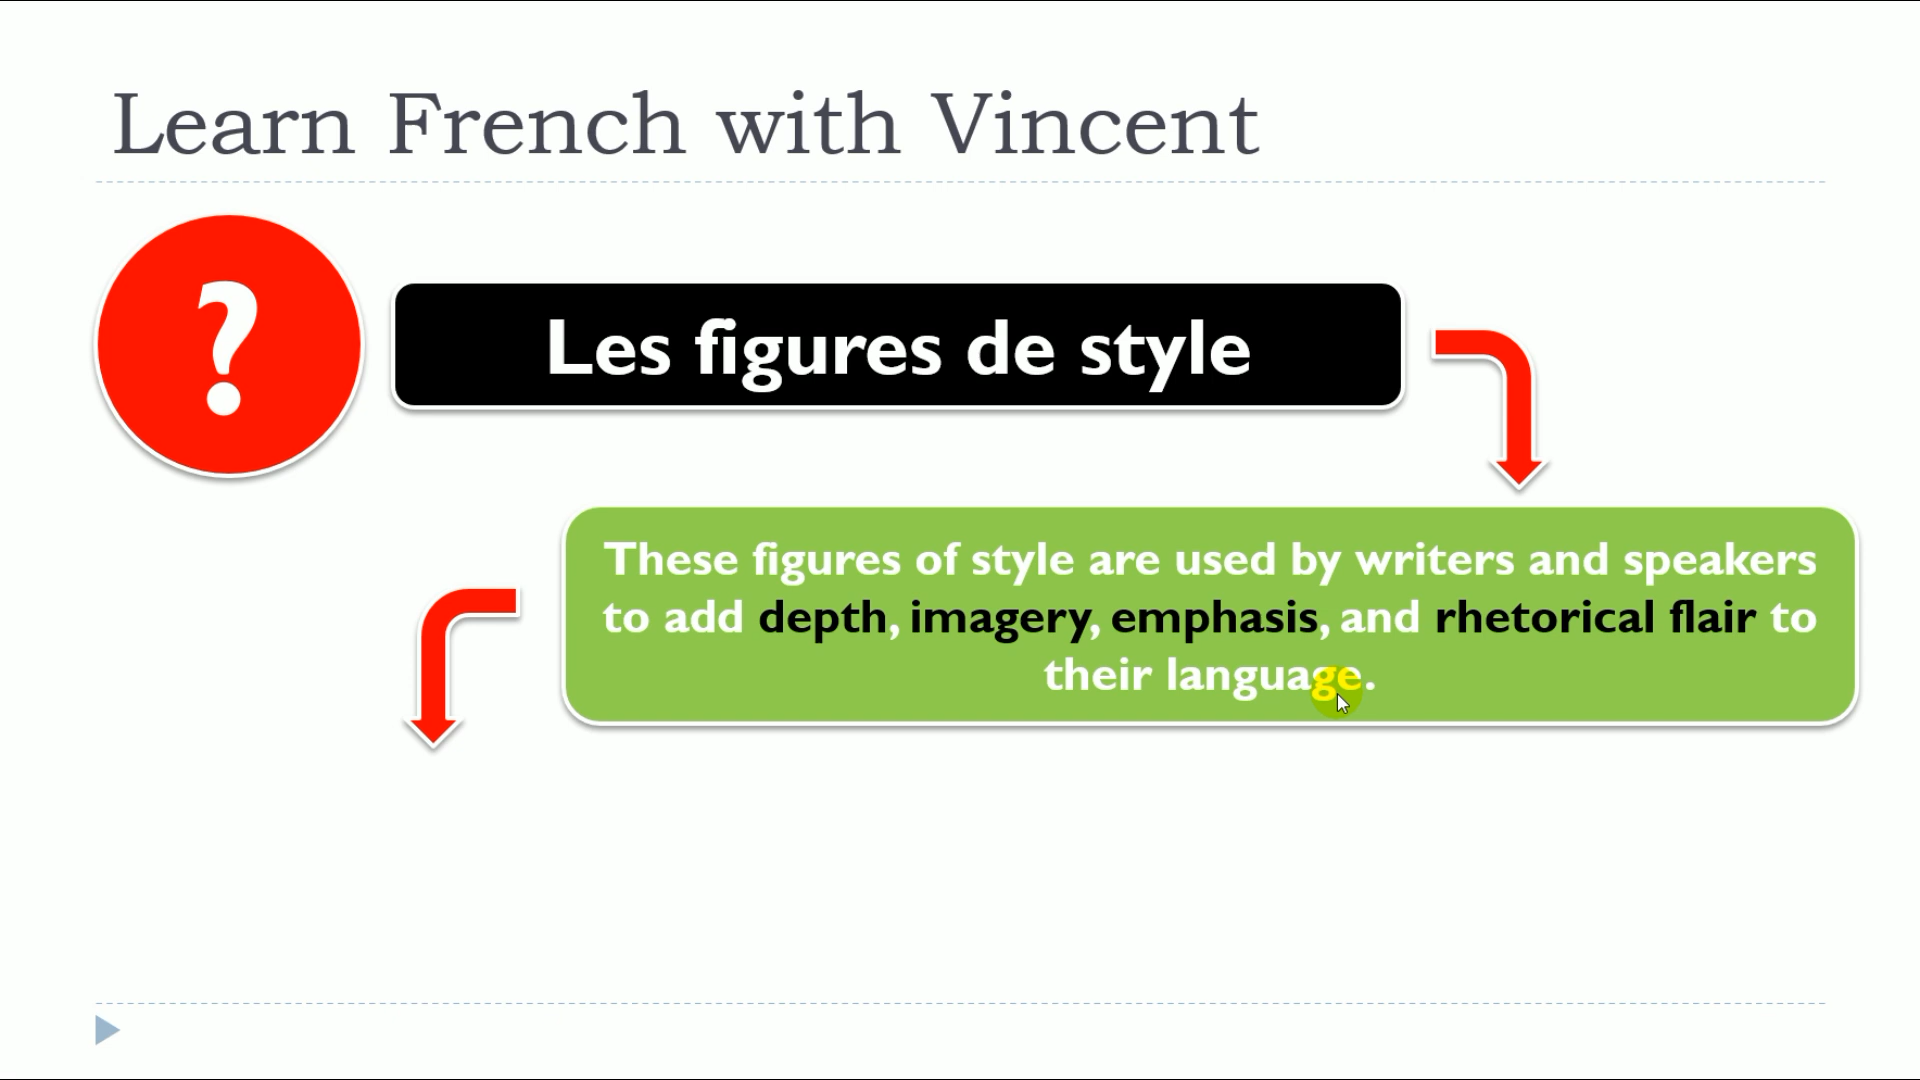 Learn French with Vincent
?
Les figures de style
These figures of style are used by writers and speakers
to add depth, imagery, emphasis, and rhetorical flair to
their language.